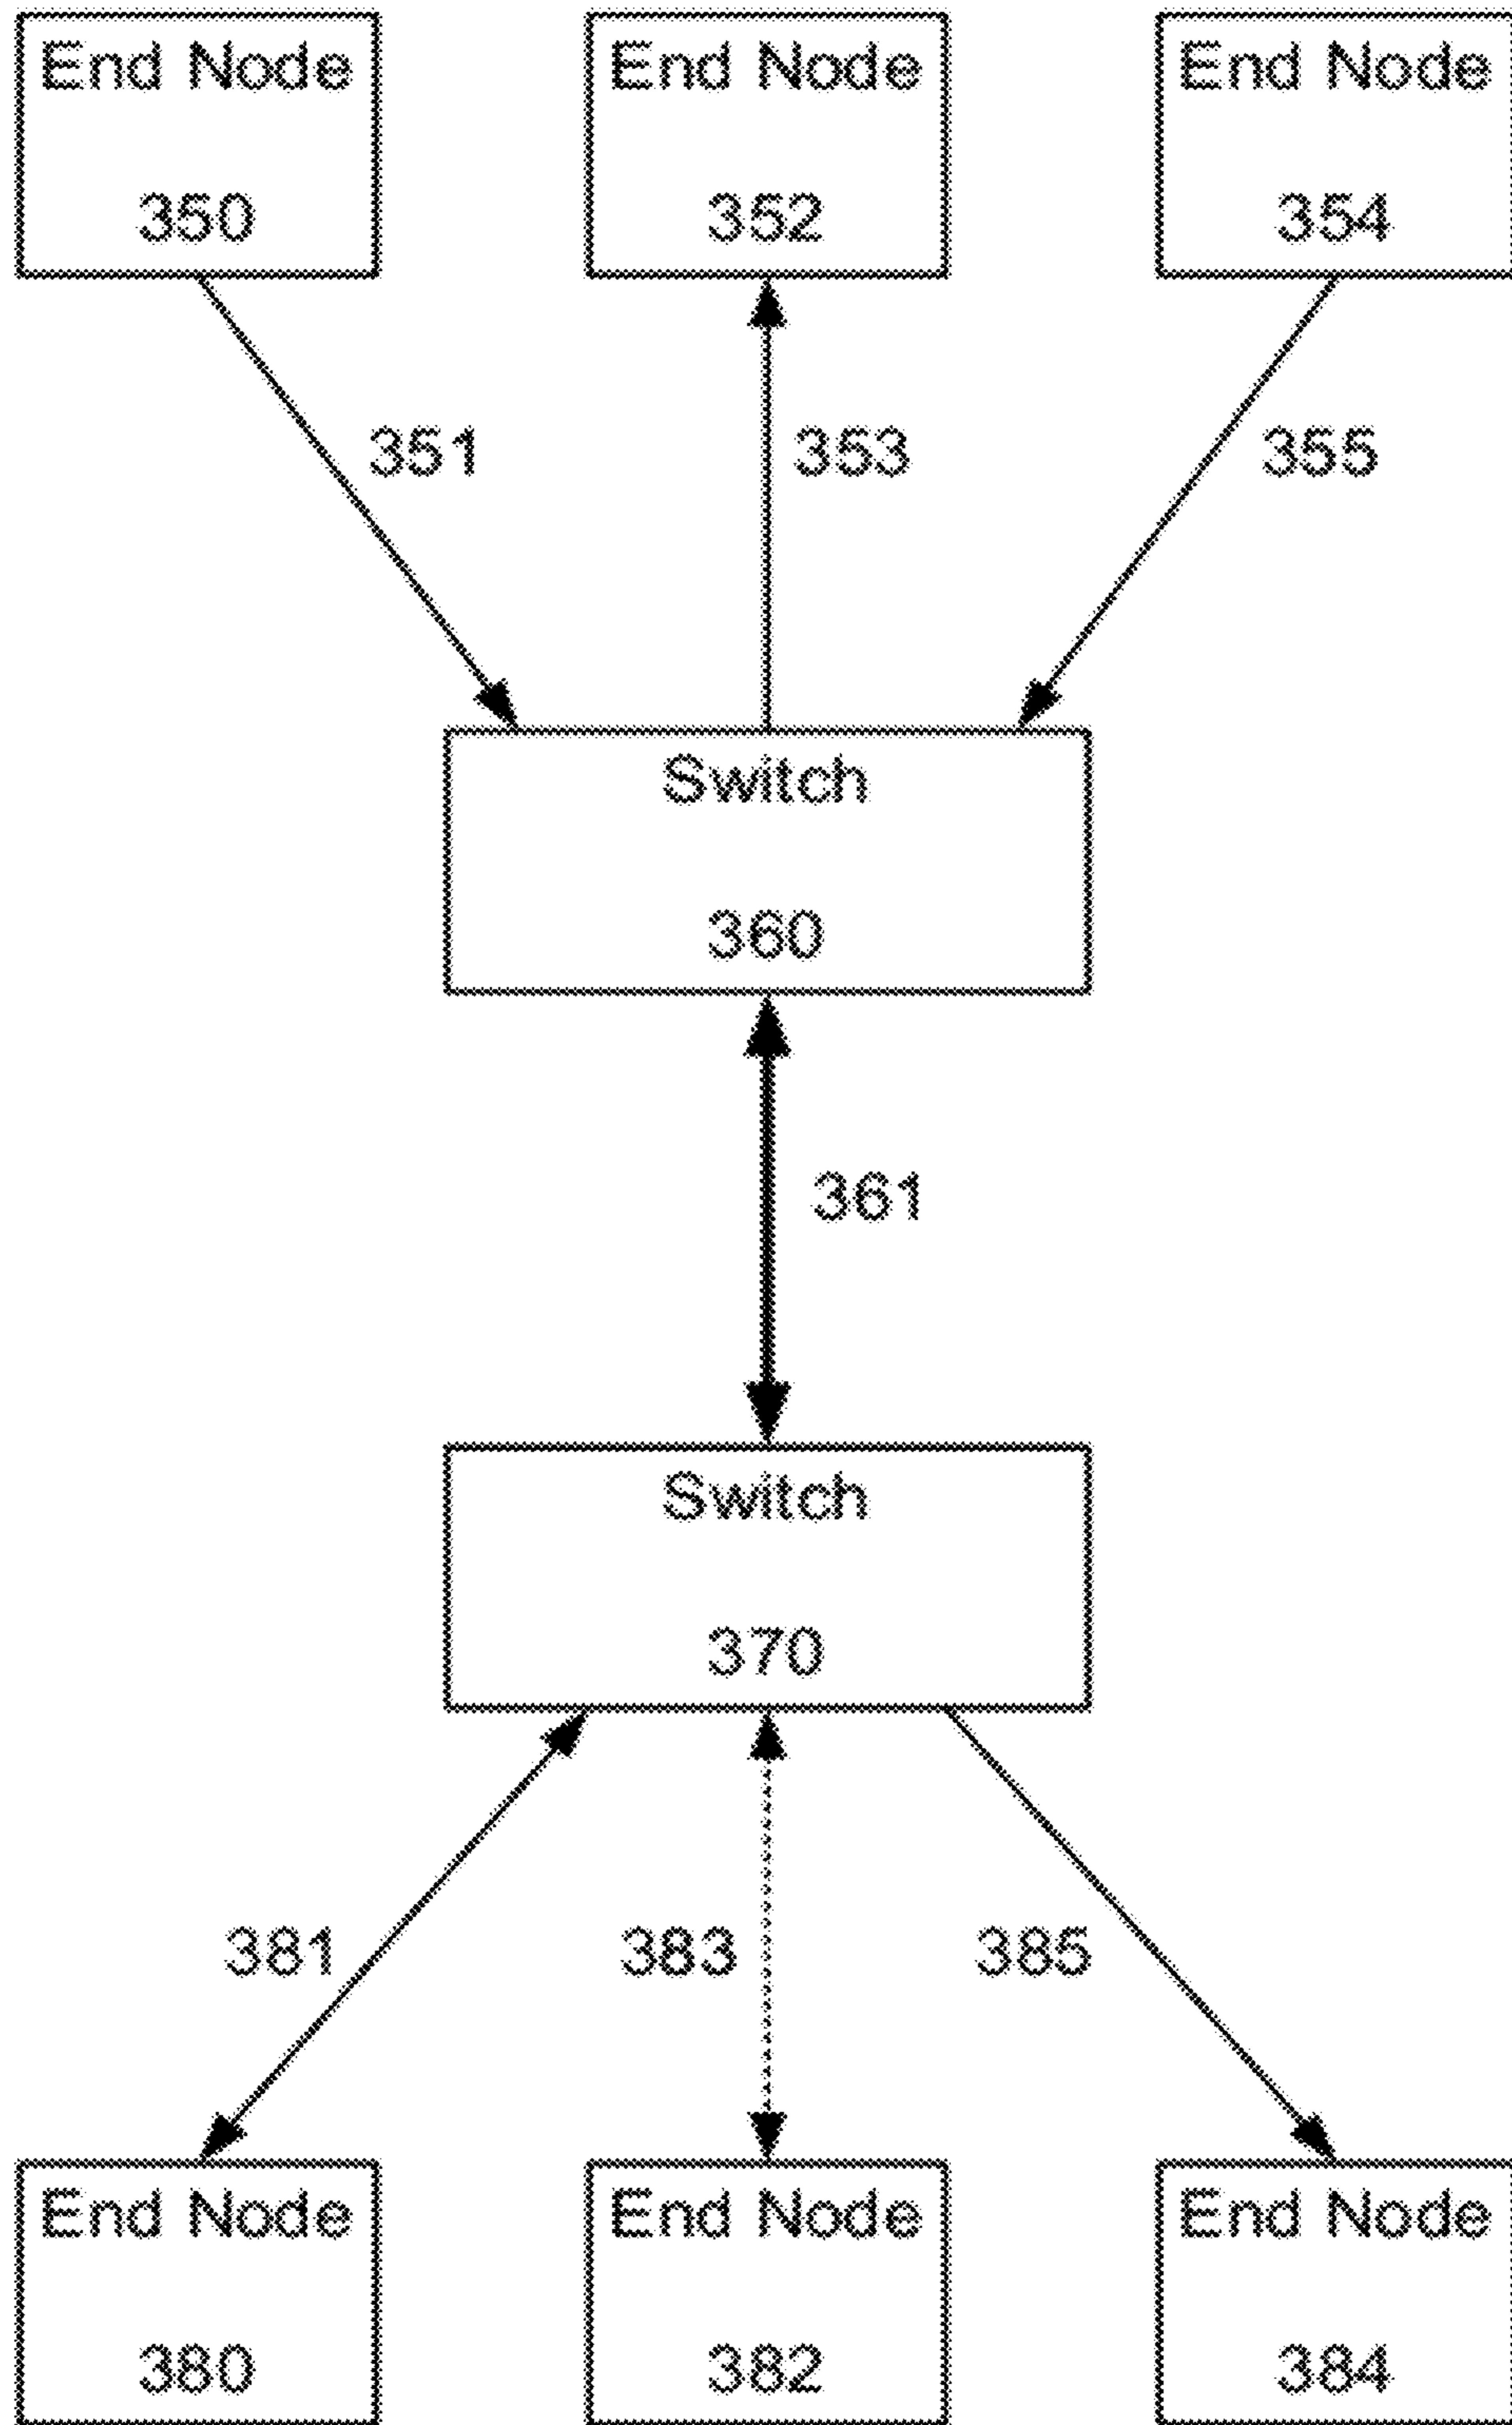 End Node
350
End Node
352
End Node
354
351
353
355
Switch
360
361
Switch
370
381
383
385
End Node
380
End Node
382
End Node
384